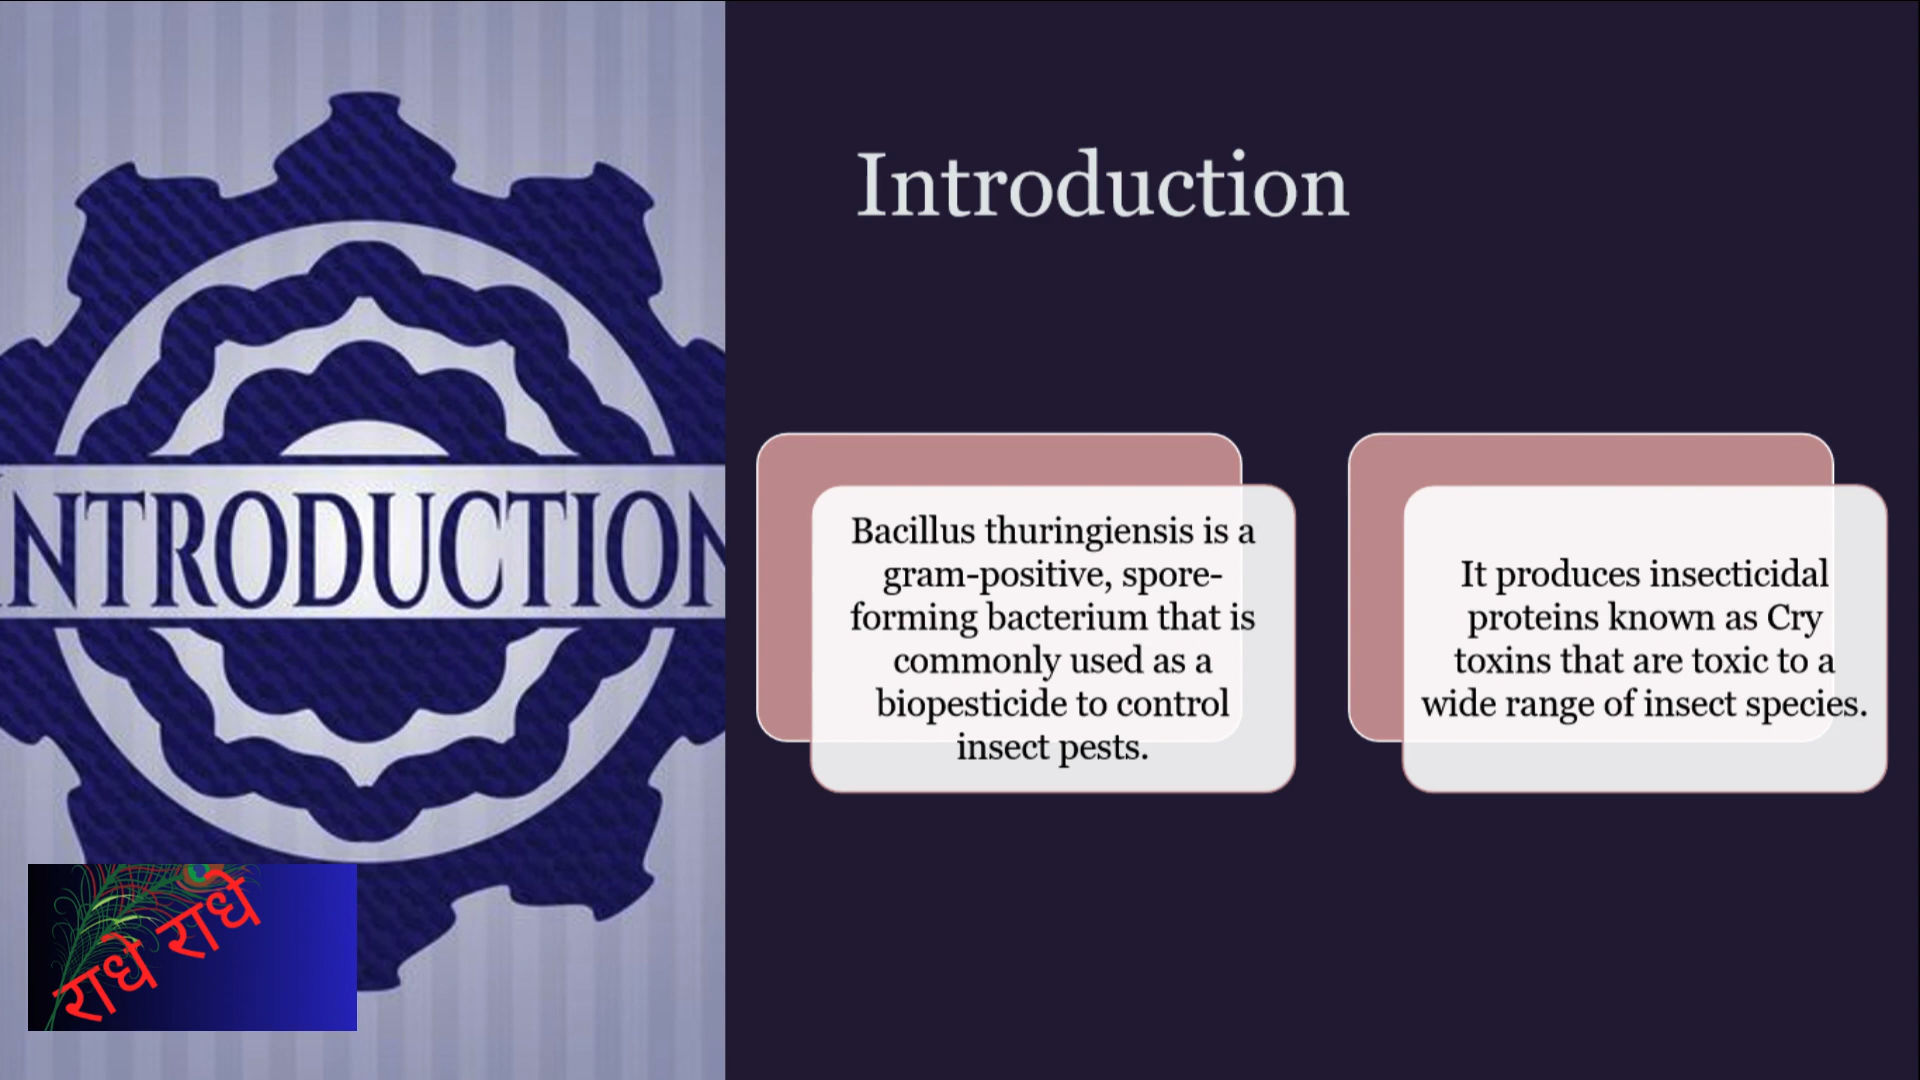 INTRODUCTION
Introduction
Bacillus thuringiensis is a
gram-positive, spore-
forming bacterium that is
commonly used as a
biopesticide to control
insect pests.
It produces insecticidal
proteins known as Cry
toxins that are toxic to a
wide range of insect species.
राधे राधे